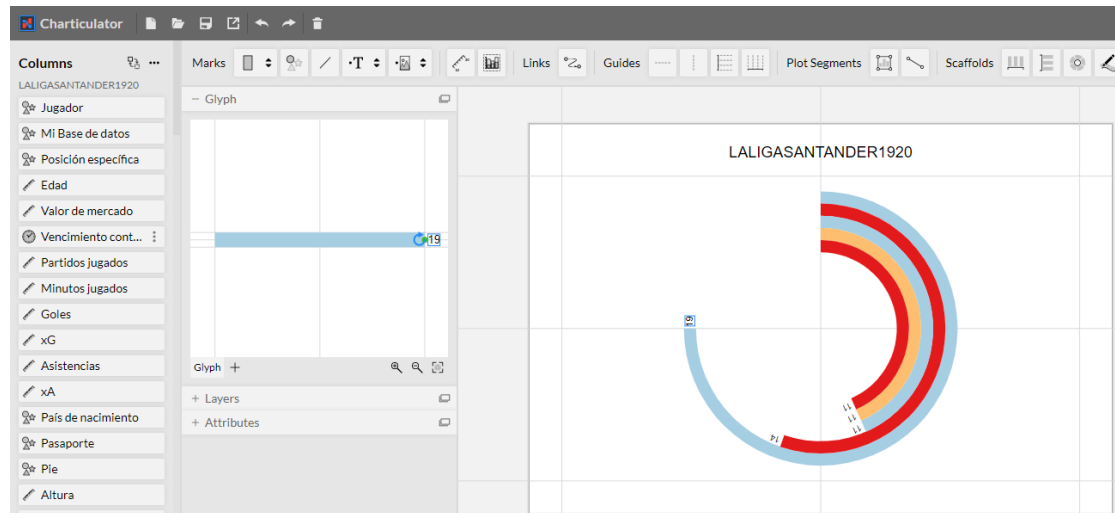 Charticulator
Columns
LALIGASANTANDER1920
Jugador
Mi Base de datos
Posición específica
Edad
Valor de mercado
Vencimiento cont...
Partidos jugados
Minutos jugados
Goles
xG
Asistencias
xA
País de nacimiento
Pasaporte
Pie
Altura
Marks
T
Links
Guides
Plot Segments
Scaffolds
− Glyph
19
Glyph +
+ Layers
+ Attributes
LALIGASANTANDER1920
19
14
11
11
11